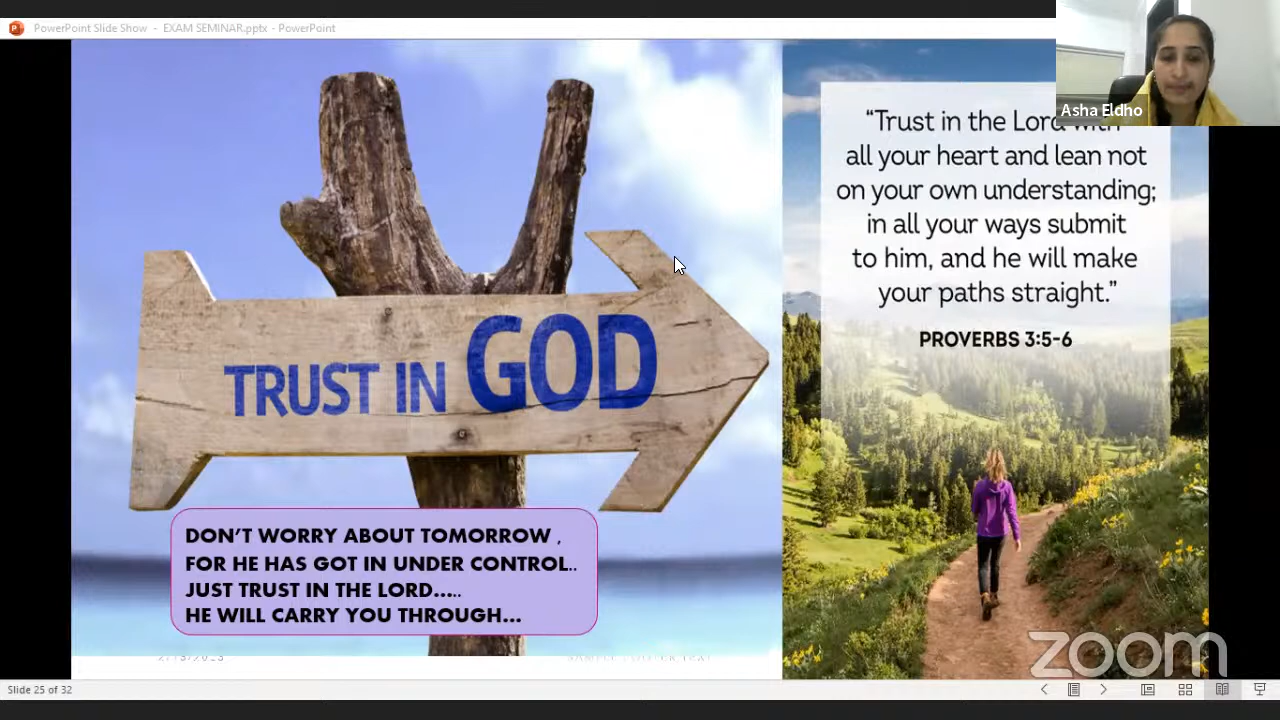 PowerPoint Slide Show - EXAM SEMINAR.pptx - PowerPoint
Asha Eldho
TRUST IN GOD
DON'T WORRY ABOUT TOMORROW ,
FOR HE HAS GOT IN UNDER CONTROL..
JUST TRUST IN THE LORD.....
HE WILL CARRY YOU THROUGH...
“Trust in the Lord with
all your heart and lean not
on your own understanding;
in all your ways submit
to him, and he will make
your paths straight.”
PROVERBS 3:5-6
zoom
Slide 25 of 32